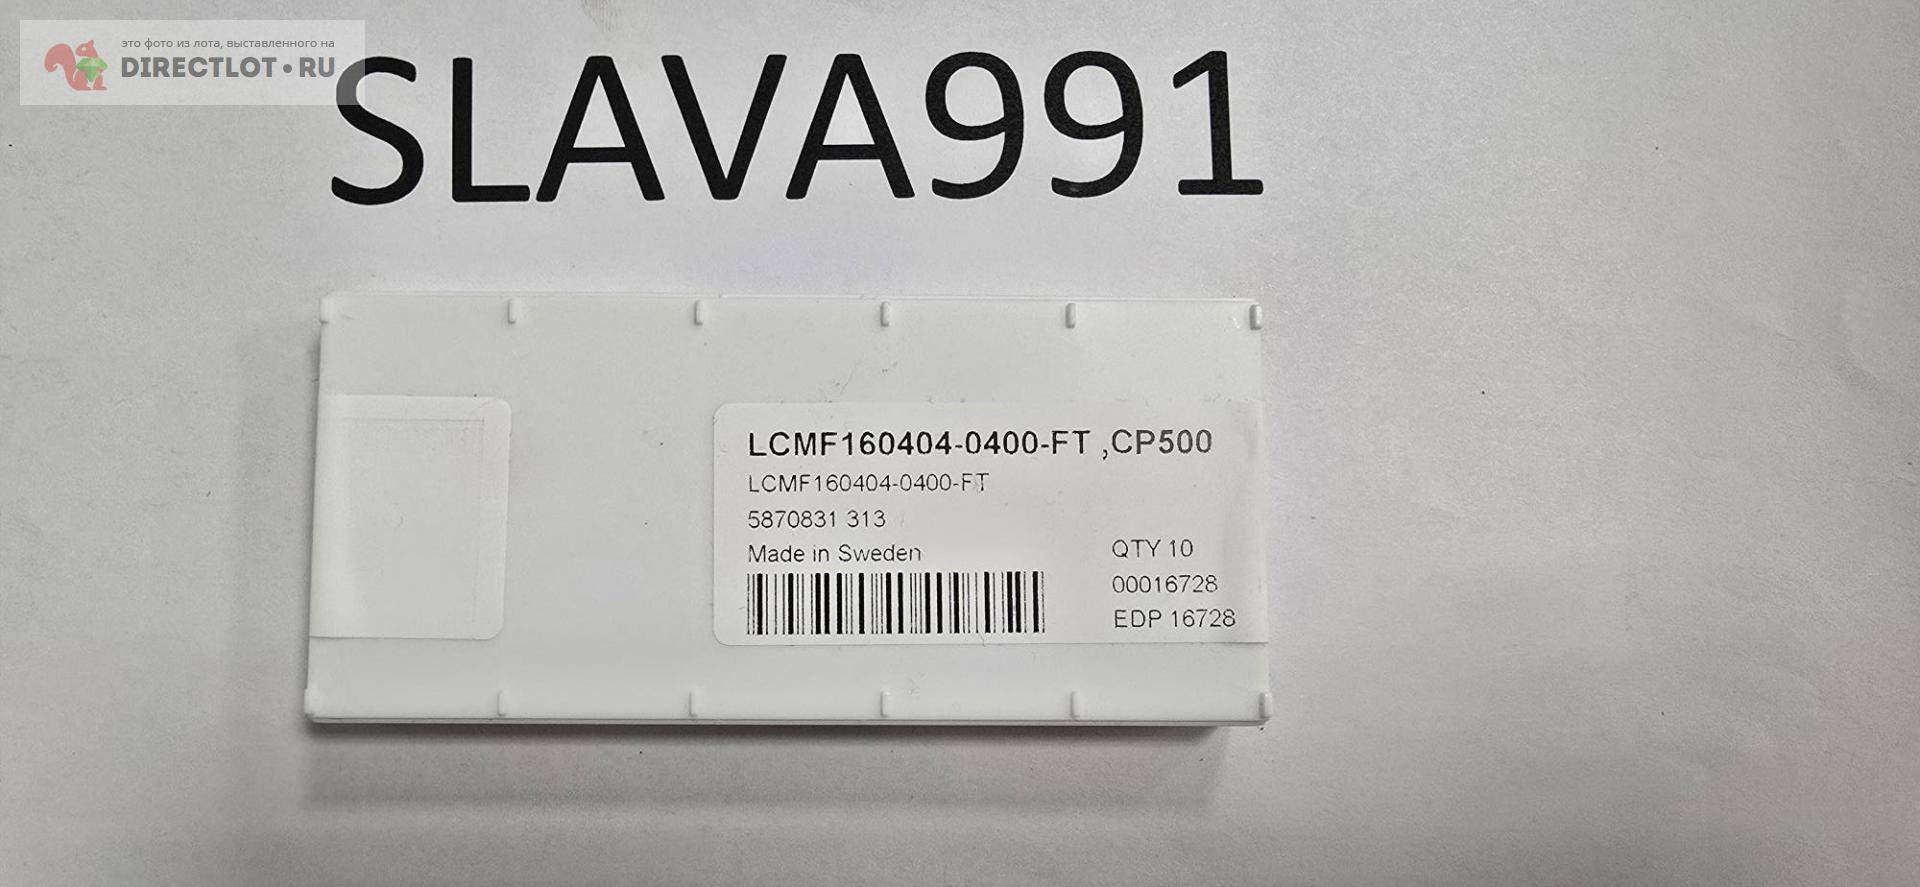 это фото из лота, выставленного на
DIRECTLOT•RU
SLAVA991
LCMF160404-0400-FT ,CP500
LCMF160404-0400-FT
5870831 313
Made in Sweden
QTY 10
00016728
EDP 16728